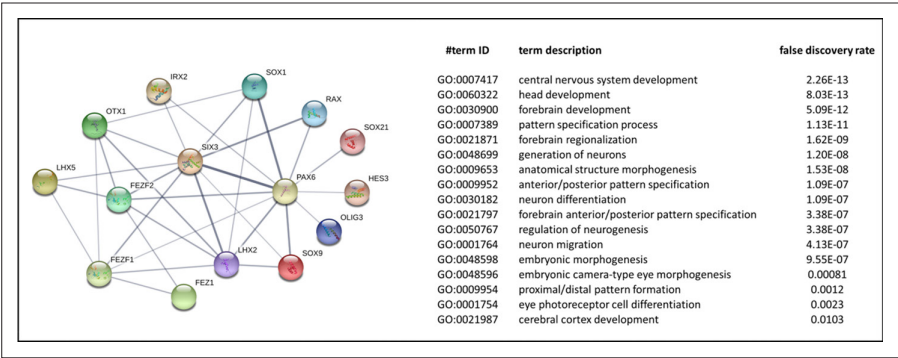 IRX2
SOX1
RAX
OTX1
SOX21
SIX3
LHX5
PAX6
HES3
FEZF2
OLIG3
LHX2
SOX9
FEZF1
FEZ1
#term ID term description false discovery rate
GO:0007417 central nervous system development 2.26E-13
GO:0060322 head development 8.03E-13
GO:0030900 forebrain development 5.09E-12
GO:0007389 pattern specification process 1.13E-11
GO:0021871 forebrain regionalization 1.62E-09
GO:0048699 generation of neurons 1.20E-08
GO:0009653 anatomical structure morphogenesis 1.53E-08
GO:0009952 anterior/posterior pattern specification 1.09E-07
GO:0030182 neuron differentiation 1.09E-07
GO:0021797 forebrain anterior/posterior pattern specification 3.38E-07
GO:0050767 regulation of neurogenesis 3.38E-07
GO:0001764 neuron migration 4.13E-07
GO:0048598 embryonic morphogenesis 9.55E-07
GO:0048596 embryonic camera-type eye morphogenesis 0.00081
GO:0009954 proximal/distal pattern formation 0.0012
GO:0001754 eye photoreceptor cell differentiation 0.0023
GO:0021987 cerebral cortex development 0.0103